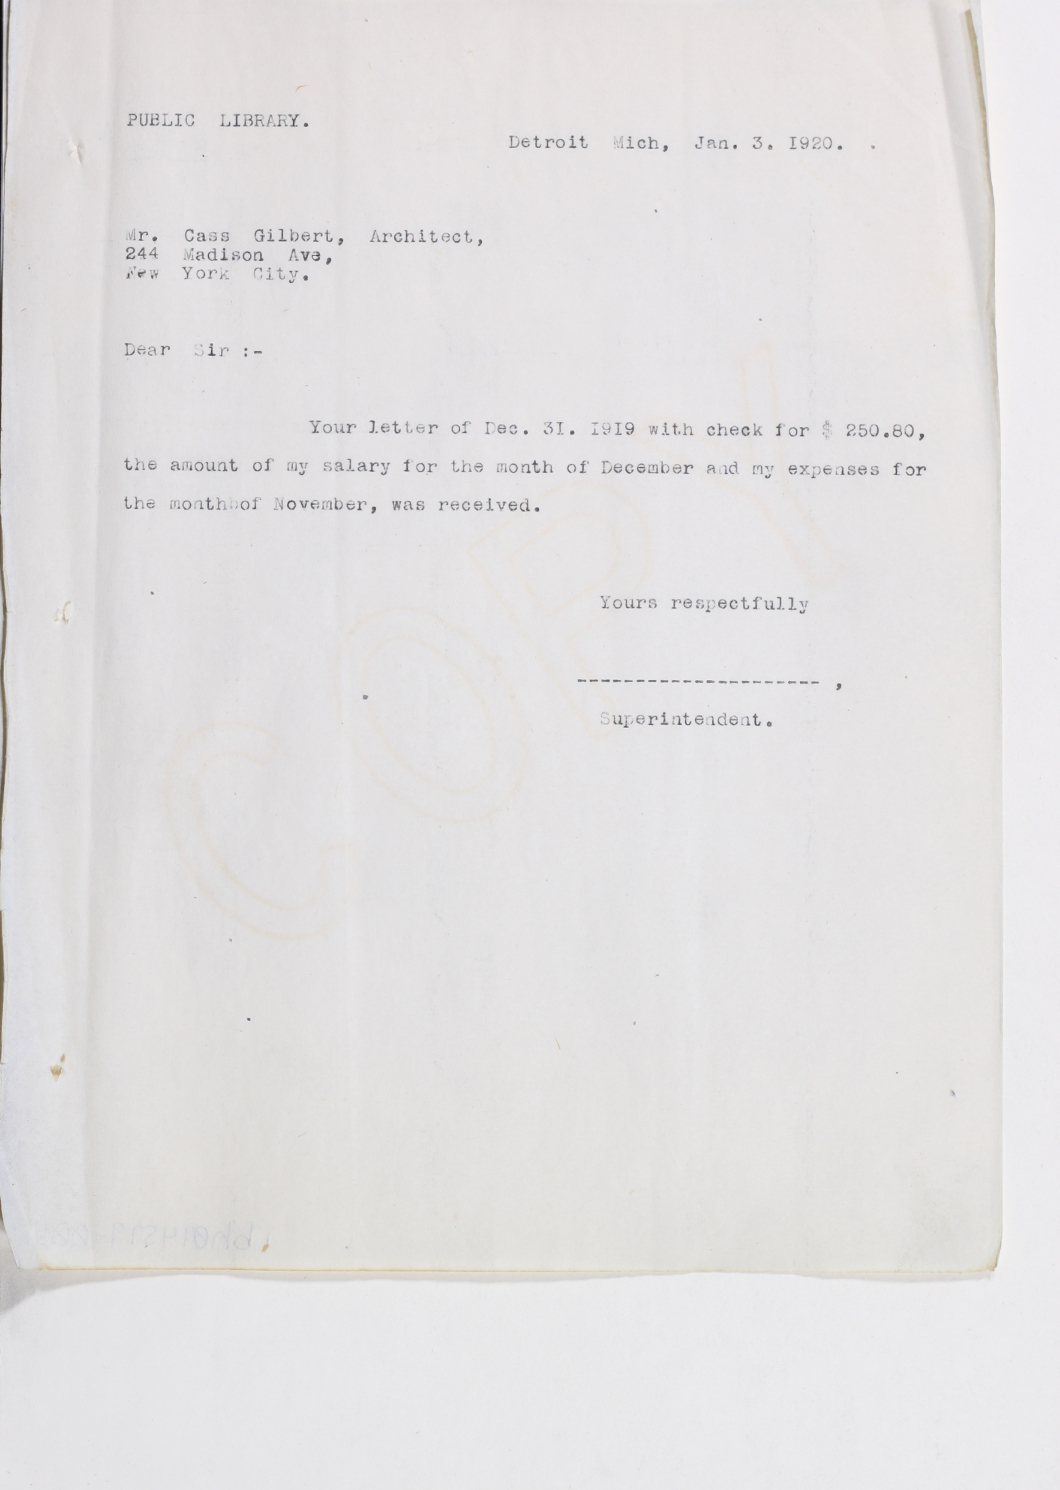 PUBLIC LIBRARY.
Detroit Mich, Jan. 3. 1920. .
Mr. Cass Gilbert, Architect,
244 Madison Ave,
New York City.
Dear Sir :-
Your letter of Dec. 31. 1919 with check for $ 250.80,
the amount of my salary for the month of December and my expenses for
the month of November, was received.
Yours respectfully
--------------------- ,
Superintendent.
COPY